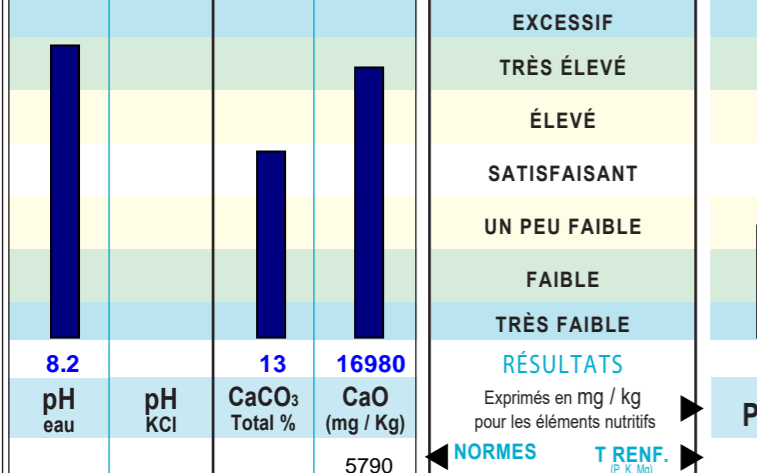 EXCESSIF
TRÈS ÉLEVÉ
ÉLEVÉ
SATISFAISANT
UN PEU FAIBLE
FAIBLE
TRÈS FAIBLE
8.2 13 16980 RÉSULTATS
pH pH CaCO₃ CaO Exprimés en mg / kg
eau KCl Total % (mg / Kg) pour les éléments nutritifs
P
NORMES T RENF.
5790 (P, K, Mg)